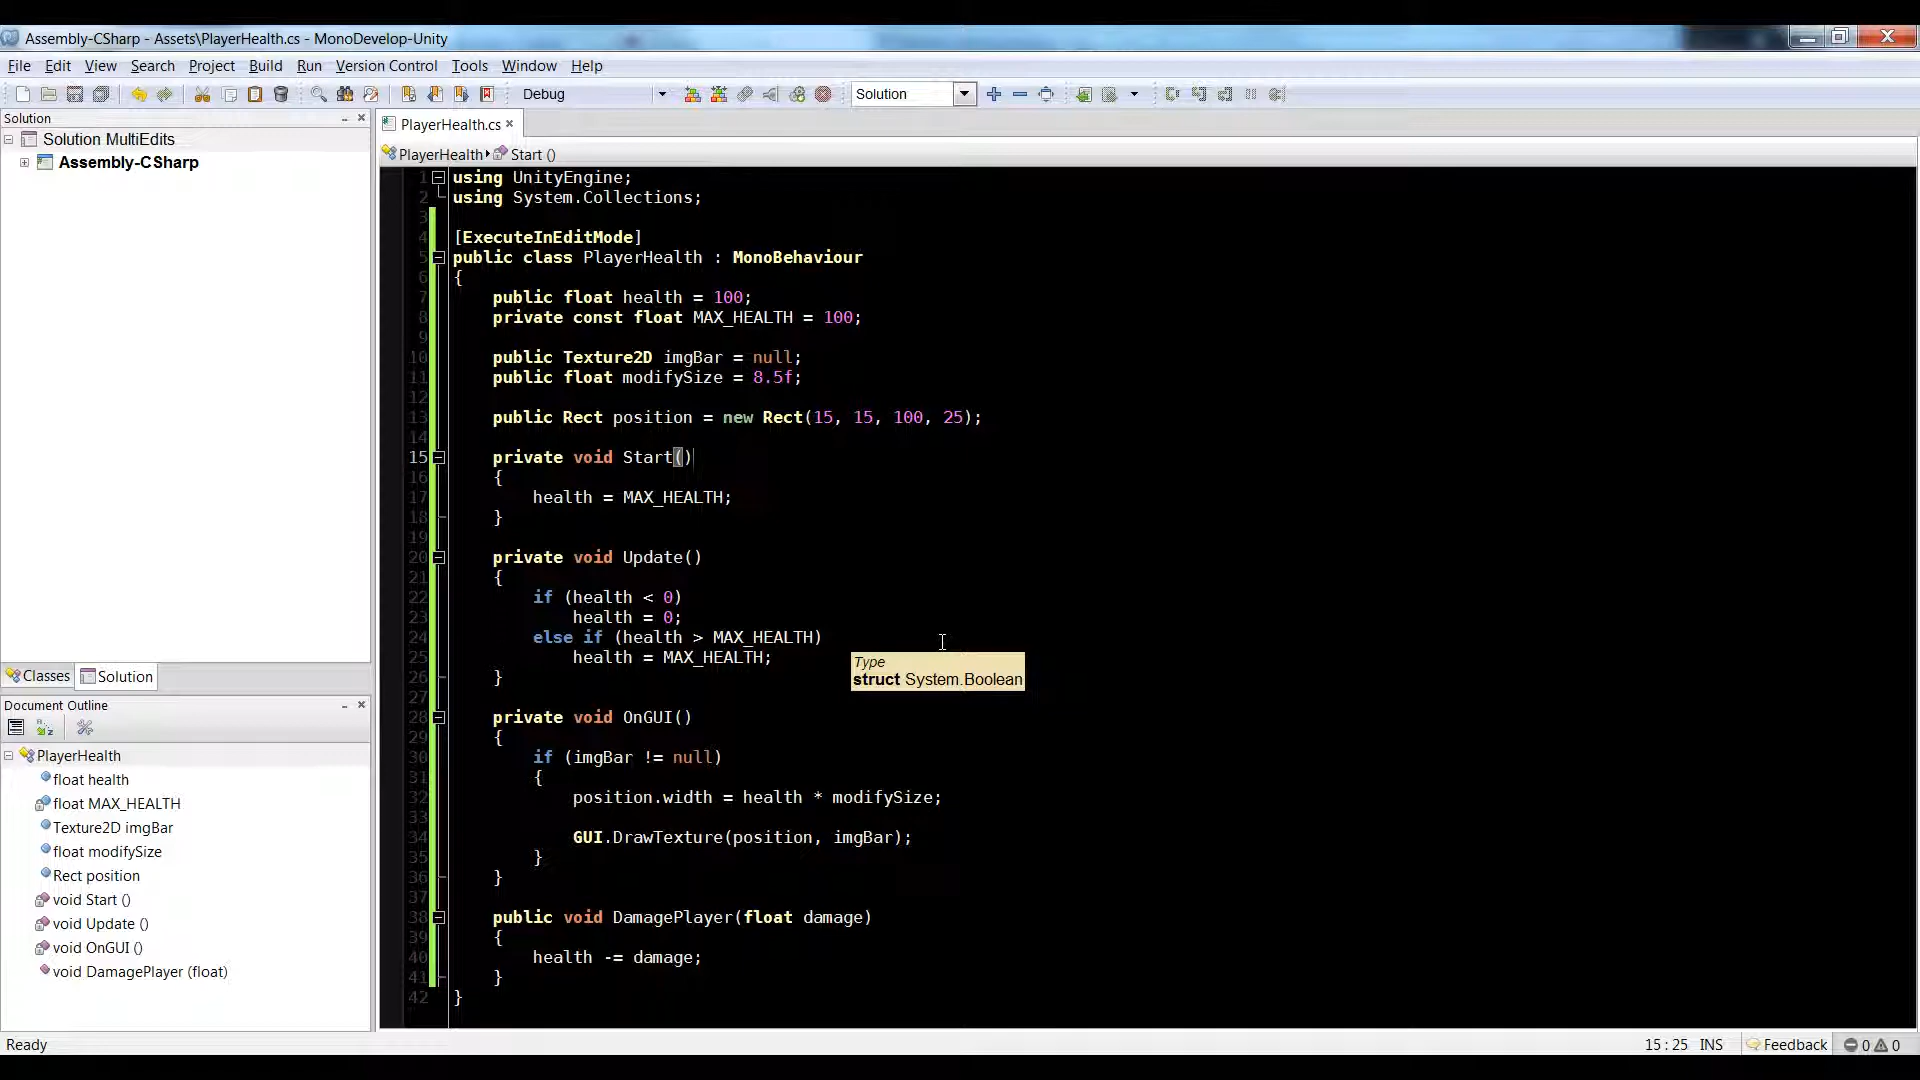 Assembly-CSharp - Assets\PlayerHealth.cs - MonoDevelop-Unity
File Edit View Search Project Build Run Version Control Tools Window Help
Debug Solution
Solution
Solution MultiEdits
Assembly-CSharp
Classes Solution
Document Outline
PlayerHealth
float health
float MAX_HEALTH
Texture2D imgBar
float modifySize
Rect position
void Start ()
void Update ()
void OnGUI ()
void DamagePlayer (float)
PlayerHealth.cs
PlayerHealth Start ()
1 using UnityEngine;
2 using System.Collections;
3
4 [ExecuteInEditMode]
5 public class PlayerHealth : MonoBehaviour
6 {
7 public float health = 100;
8 private const float MAX_HEALTH = 100;
9
10 public Texture2D imgBar = null;
11 public float modifySize = 8.5f;
12
13 public Rect position = new Rect(15, 15, 100, 25);
14
15 private void Start()
16 {
17 health = MAX_HEALTH;
18 }
19
20 private void Update()
21 {
22 if (health < 0)
23 health = 0;
24 else if (health > MAX_HEALTH)
25 health = MAX_HEALTH;
26 }
27
28 private void OnGUI()
29 {
30 if (imgBar != null)
31 {
32 position.width = health * modifySize;
33
34 GUI.DrawTexture(position, imgBar);
35 }
36 }
37
38 public void DamagePlayer(float damage)
39 {
40 health -= damage;
41 }
42 }
Type
struct System.Boolean
Ready 15 : 25 INS Feedback 0 0